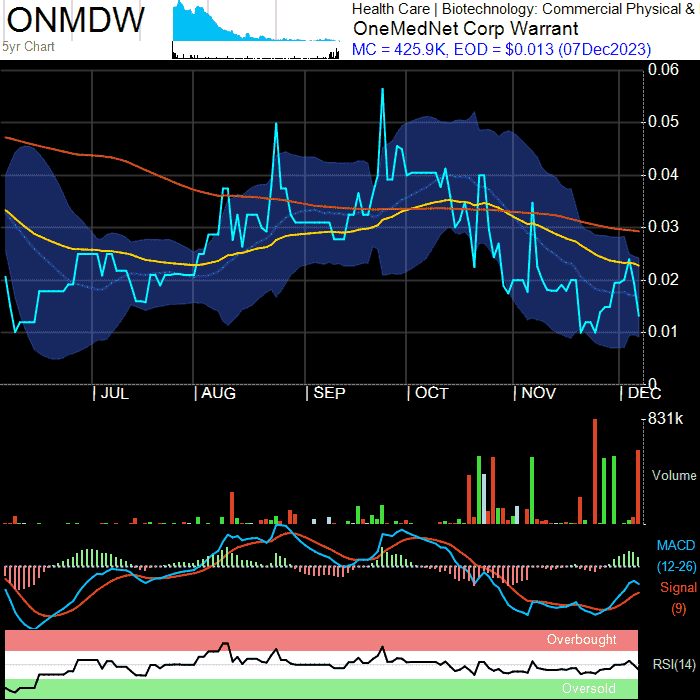 ONMDW
5yr Chart
Health Care | Biotechnology: Commercial Physical &
OneMedNet Corp Warrant
MC = 425.9K, EOD = $0.013 (07Dec2023)
0.06
0.05
0.04
0.03
0.02
0.01
0
| JUL | AUG | SEP | OCT | NOV | DEC
831k
Volume
MACD
(12-26)
Signal
(9)
Overbought
RSI(14)
Oversold